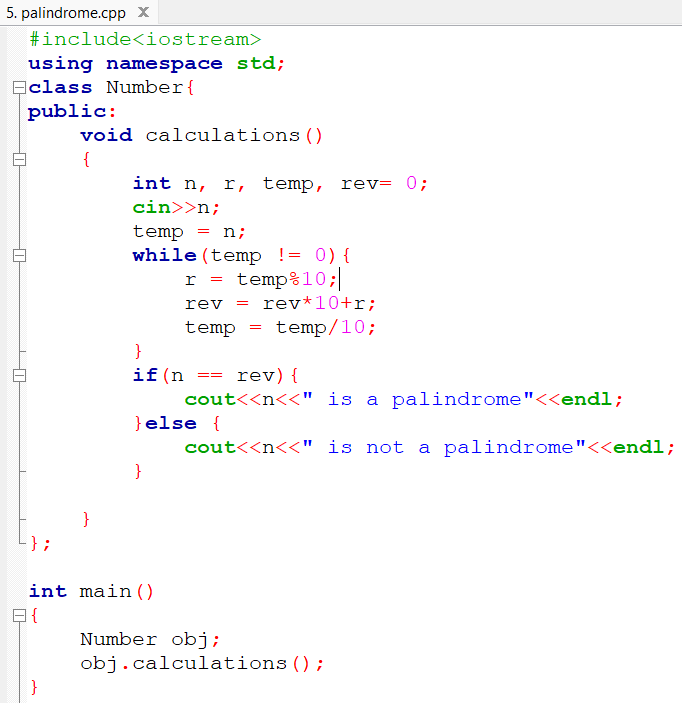 5. palindrome.cpp X
#include<iostream>
using namespace std;
class Number{
public:
    void calculations()
    {
        int n, r, temp, rev= 0;
        cin>>n;
        temp = n;
        while(temp != 0){
            r = temp%10;
            rev = rev*10+r;
            temp = temp/10;
        }
        if(n == rev){
            cout<<n<<" is a palindrome"<<endl;
        }else {
            cout<<n<<" is not a palindrome"<<endl;
        }

    }
};

int main()
{
    Number obj;
    obj.calculations();
}